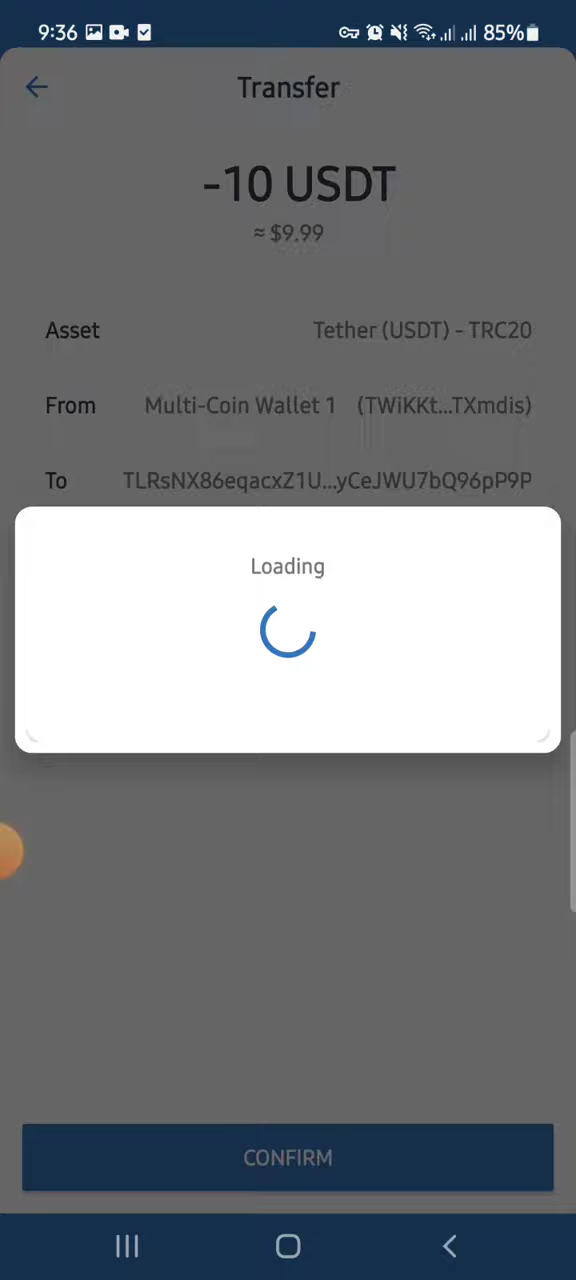 9:36 85%
Transfer
-10 USDT
≈ $9.99
Asset Tether (USDT) - TRC20
From Multi-Coin Wallet 1 (TWiKKt...TXmdis)
To TLRsNX86eqacxZ1U...yCeJWU7bQ96pP9P
Loading
CONFIRM